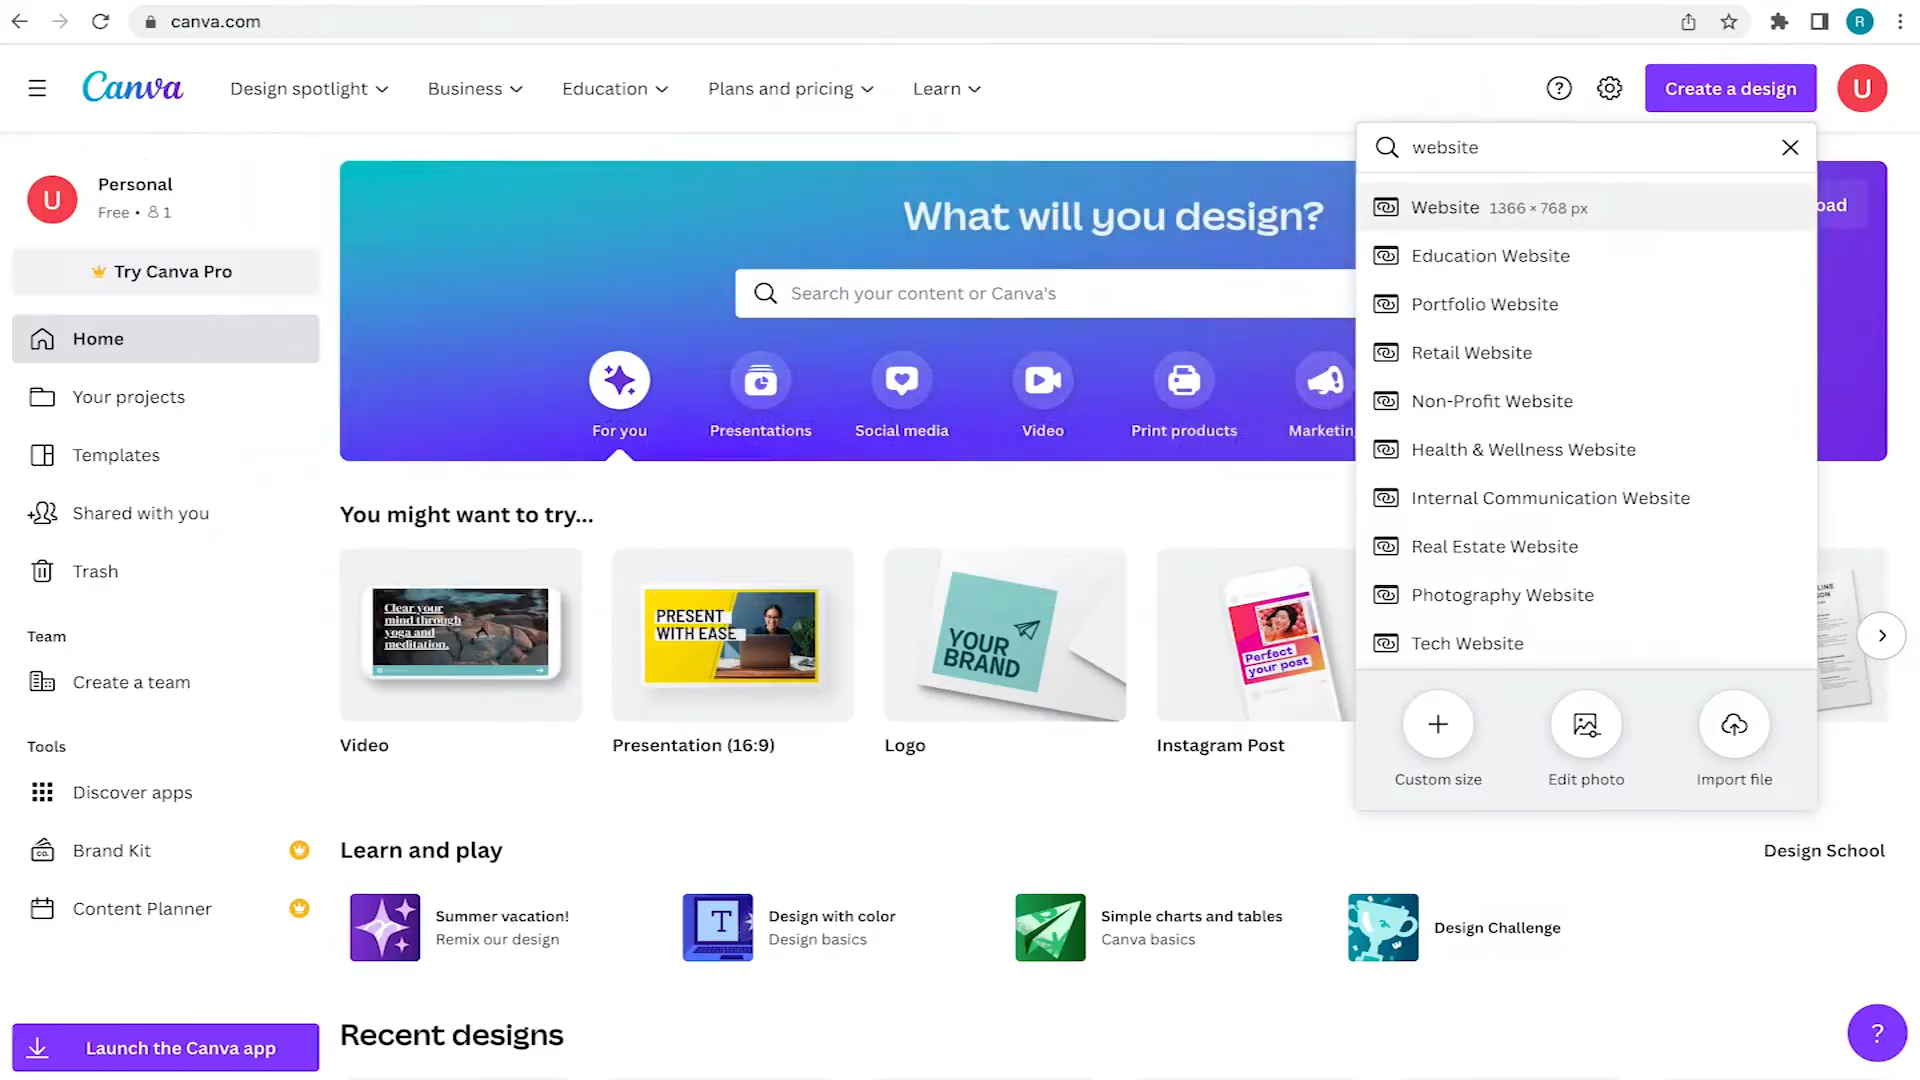 canva.com
R
Canva
Design spotlight
Business
Education
Plans and pricing
Learn
?
Create a design
U
U
Personal
Free • 1
Try Canva Pro
Home
Your projects
Templates
Shared with you
Trash
Team
Create a team
Tools
Discover apps
Brand Kit
CO.
Content Planner
Launch the Canva app
What will you design?
Search your content or Canva's
For you
Presentations
Social media
Video
Print products
Marketing
website
Website 1366 × 768 px
Education Website
Portfolio Website
Retail Website
Non-Profit Website
Health & Wellness Website
Internal Communication Website
Real Estate Website
Photography Website
Tech Website
Custom size
Edit photo
Import file
You might want to try...
Clear your
mind through
yoga and
meditation.
PRESENT
WITH EASE
YOUR
BRAND
Perfect
your post
Video
Presentation (16:9)
Logo
Instagram Post
Learn and play
Design School
Summer vacation!
Remix our design
T
Design with color
Design basics
Simple charts and tables
Canva basics
Design Challenge
Recent designs
?